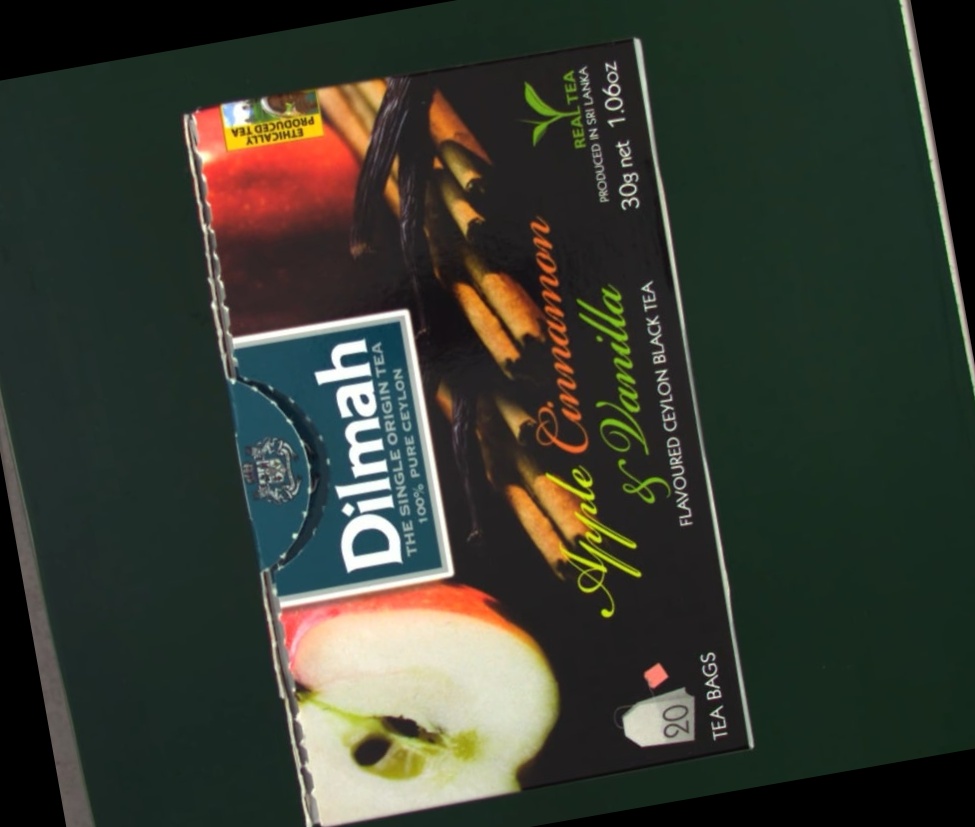 ETHICALLY
PRODUCED TEA
Dilmah
THE SINGLE ORIGIN TEA
100% PURE CEYLON
Apple Cinnamon
& Vanilla
FLAVOURED CEYLON BLACK TEA
REAL TEA
PRODUCED IN SRI LANKA
30g net 1.06oz
20
TEA BAGS